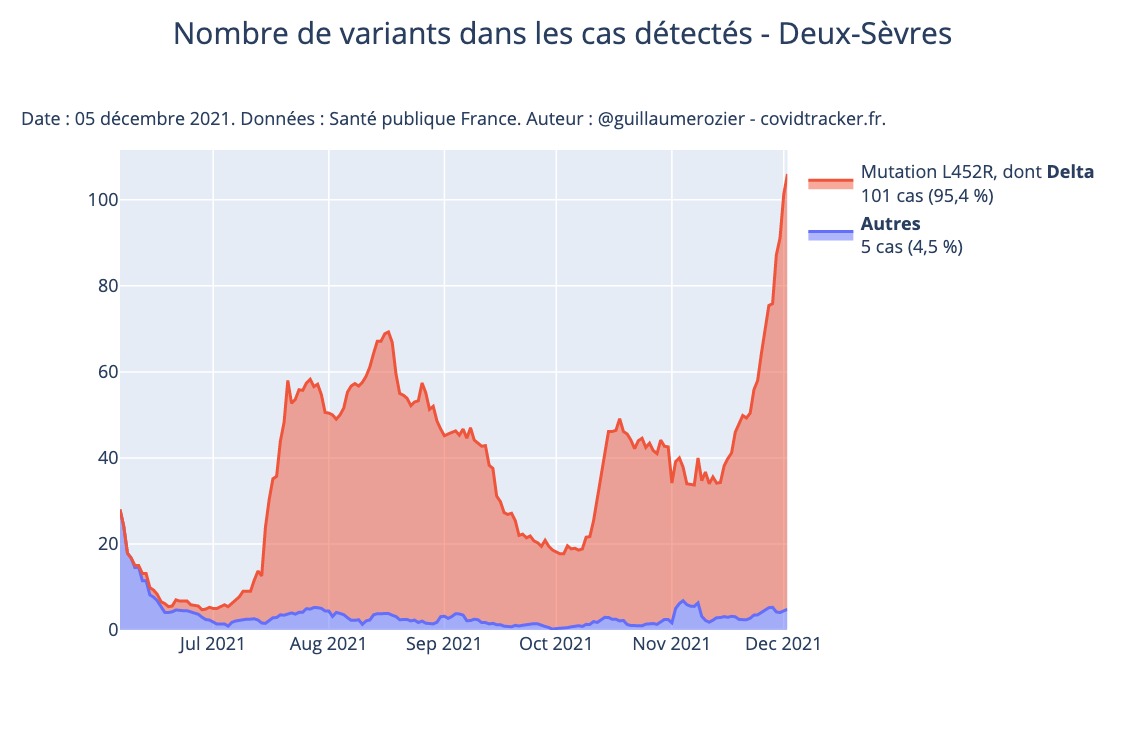 Nombre de variants dans les cas détectés - Deux-Sèvres
Date : 05 décembre 2021. Données : Santé publique France. Auteur : @guillaumerozier - covidtracker.fr.
Mutation L452R, dont Delta
101 cas (95,4 %)
Autres
5 cas (4,5 %)
100
80
60
40
20
0
Jul 2021
Aug 2021
Sep 2021
Oct 2021
Nov 2021
Dec 2021